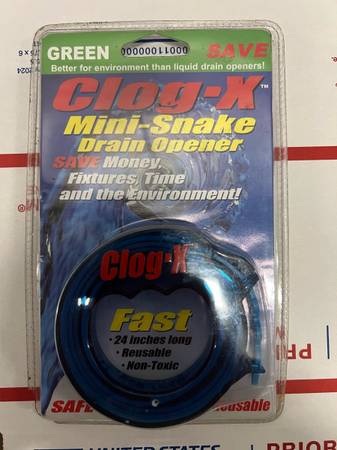 GREEN
SAVE
Better for environment than liquid drain openers!
Clog-X™
Mini-Snake
Drain Opener
SAVE Money,
Fixtures, Time
and the Environment!
Clog-X
Fast
• 24 inches long
• Reusable
• Non-Toxic
SAFE
Reusable
UNITED STATES
PRIOR